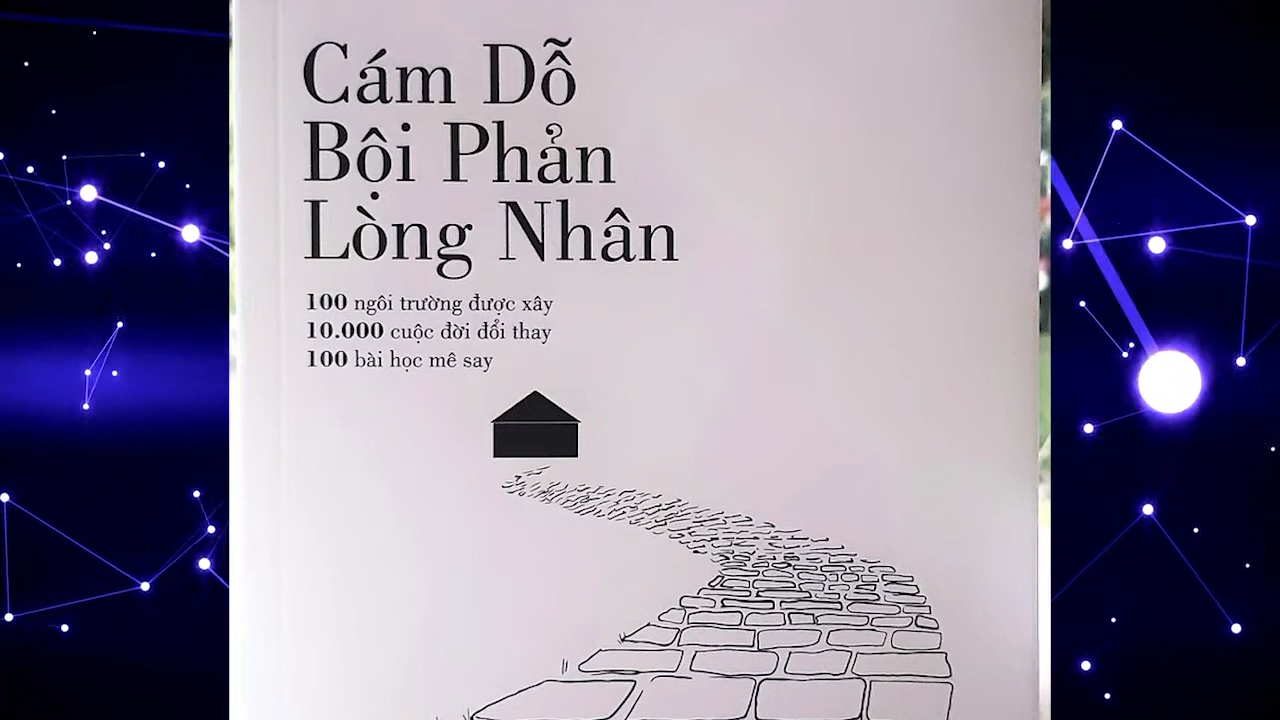 Cám Dỗ
Bội Phản
Lòng Nhân
100 ngôi trường được xây
10.000 cuộc đời đổi thay
100 bài học mê say